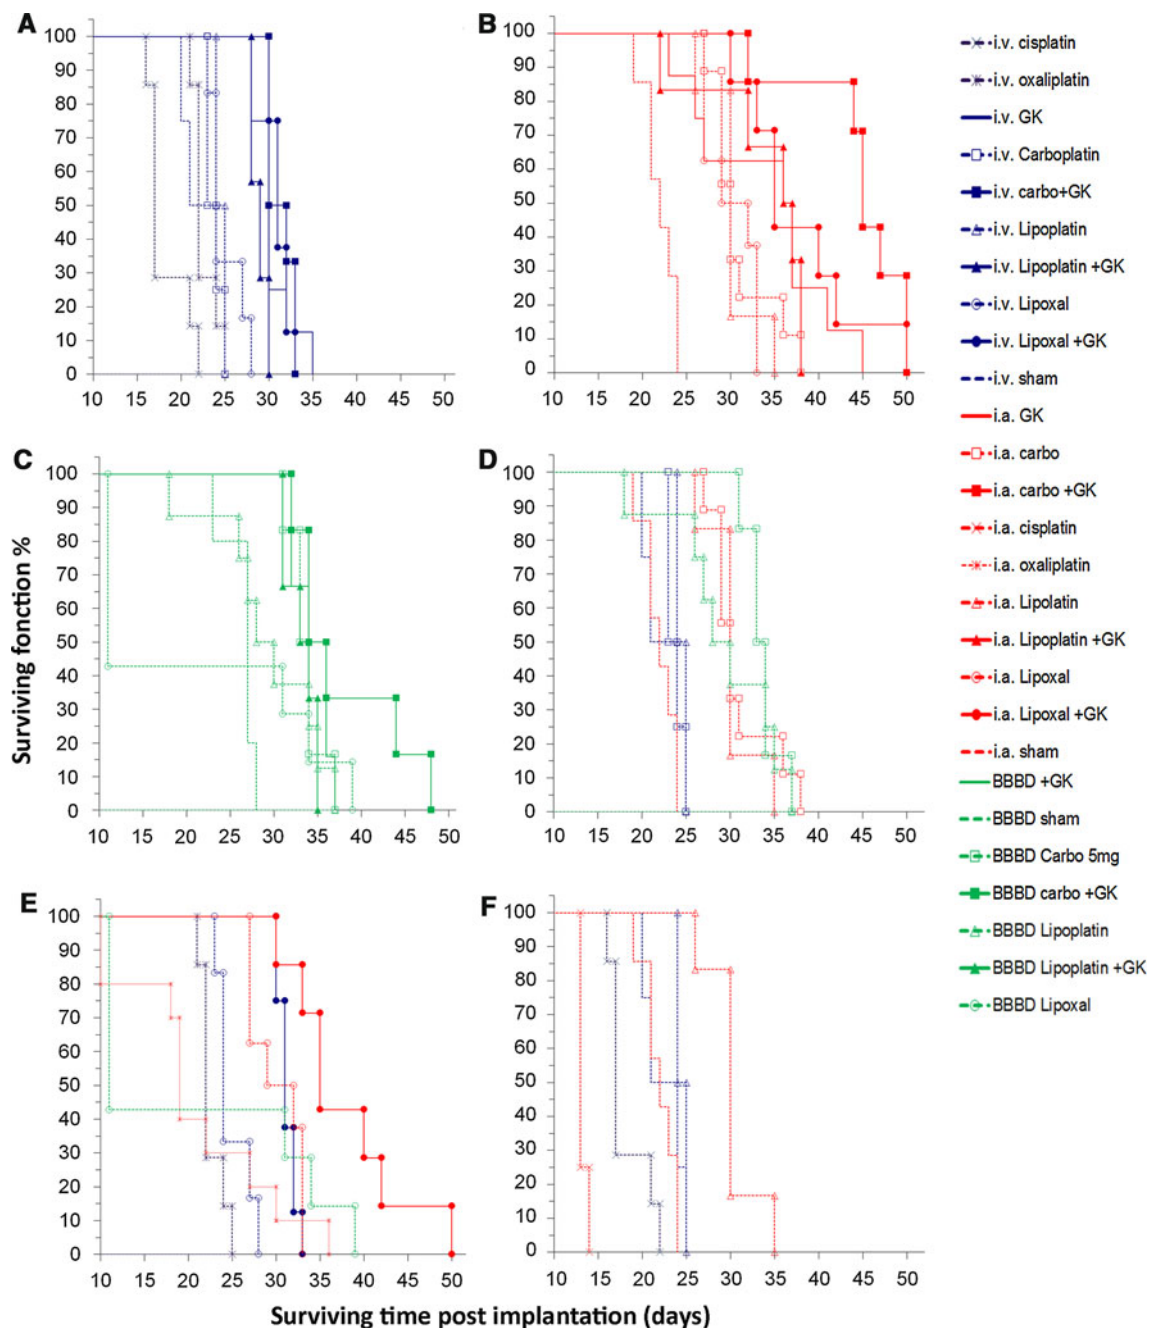 A
100
90
80
70
60
50
40
30
20
10
0
10 15 20 25 30 35 40 45 50
B
100
90
80
70
60
50
40
30
20
10
0
10 15 20 25 30 35 40 45 50
C
100
90
80
70
60
50
40
30
20
10
0
10 15 20 25 30 35 40 45 50
D
100
90
80
70
60
50
40
30
20
10
0
10 15 20 25 30 35 40 45 50
Surviving fonction %
E
100
90
80
70
60
50
40
30
20
10
0
10 15 20 25 30 35 40 45 50
F
100
90
80
70
60
50
40
30
20
10
0
10 15 20 25 30 35 40 45 50
Surviving time post implantation (days)
i.v. cisplatin
i.v. oxaliplatin
i.v. GK
i.v. Carboplatin
i.v. carbo+GK
i.v. Lipoplatin
i.v. Lipoplatin +GK
i.v. Lipoxal
i.v. Lipoxal +GK
i.v. sham
i.a. GK
i.a. carbo
i.a. carbo +GK
i.a. cisplatin
i.a. oxaliplatin
i.a. Lipolatin
i.a. Lipoplatin +GK
i.a. Lipoxal
i.a. Lipoxal +GK
i.a. sham
BBBD +GK
BBBD sham
BBBD Carbo 5mg
BBBD carbo +GK
BBBD Lipoplatin
BBBD Lipoplatin +GK
BBBD Lipoxal